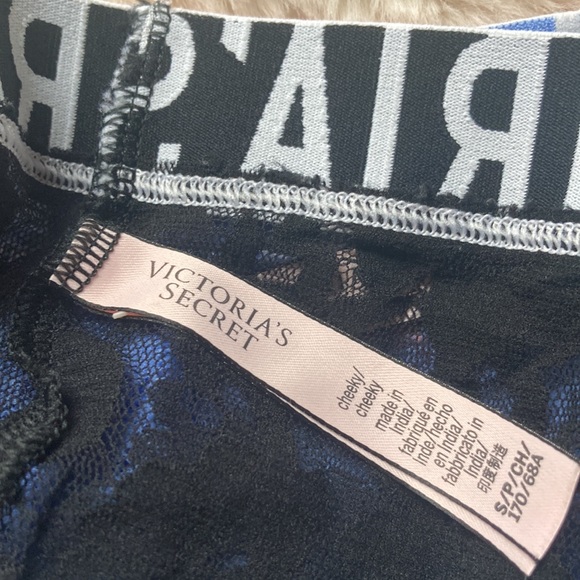 RIA'S
VICTORIA'S
SECRET
cheeky/
cheeky
made in
India/
fabriqué en
inde/hecho
en India/
fabbricato in
India/
印度制造
S/P/CH/
170/68A